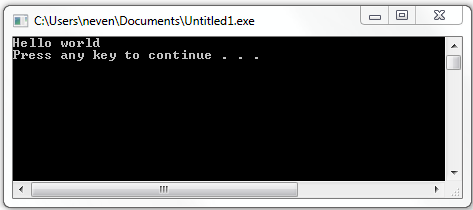 C:\Users\neven\Documents\Untitled1.exe
Hello world
Press any key to continue . . .